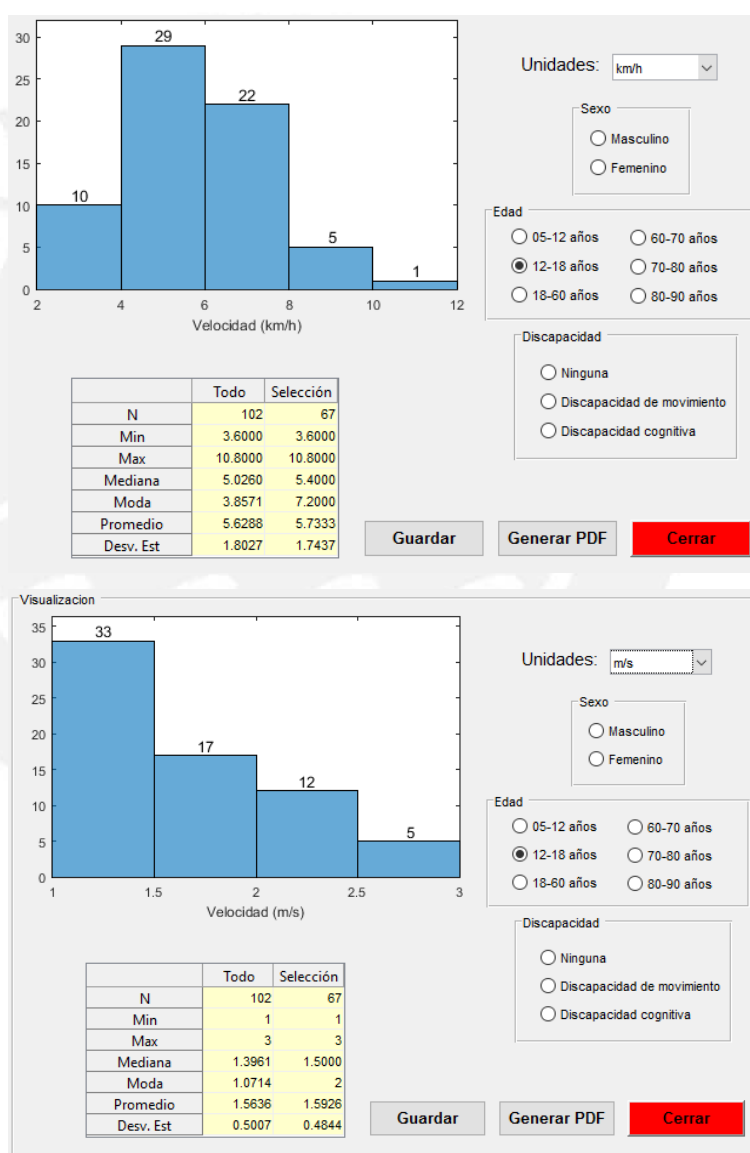 30
25
20
15
10
5
0
10
29
22
5
1
2 4 6 8 10 12
Velocidad (km/h)
Unidades: km/h
Sexo
Masculino
Femenino
Edad
05-12 años 60-70 años
12-18 años 70-80 años
18-60 años 80-90 años
Discapacidad
Ninguna
Discapacidad de movimiento
Discapacidad cognitiva
Todo Selección
N 102 67
Min 3.6000 3.6000
Max 10.8000 10.8000
Mediana 5.0260 5.4000
Moda 3.8571 7.2000
Promedio 5.6288 5.7333
Desv. Est 1.8027 1.7437
Guardar Generar PDF Cerrar
Visualizacion
35
30
25
20
15
10
5
0
33
17
12
5
1 1.5 2 2.5 3
Velocidad (m/s)
Unidades: m/s
Sexo
Masculino
Femenino
Edad
05-12 años 60-70 años
12-18 años 70-80 años
18-60 años 80-90 años
Discapacidad
Ninguna
Discapacidad de movimiento
Discapacidad cognitiva
Todo Selección
N 102 67
Min 1 1
Max 3 3
Mediana 1.3961 1.5000
Moda 1.0714 2
Promedio 1.5636 1.5926
Desv. Est 0.5007 0.4844
Guardar Generar PDF Cerrar